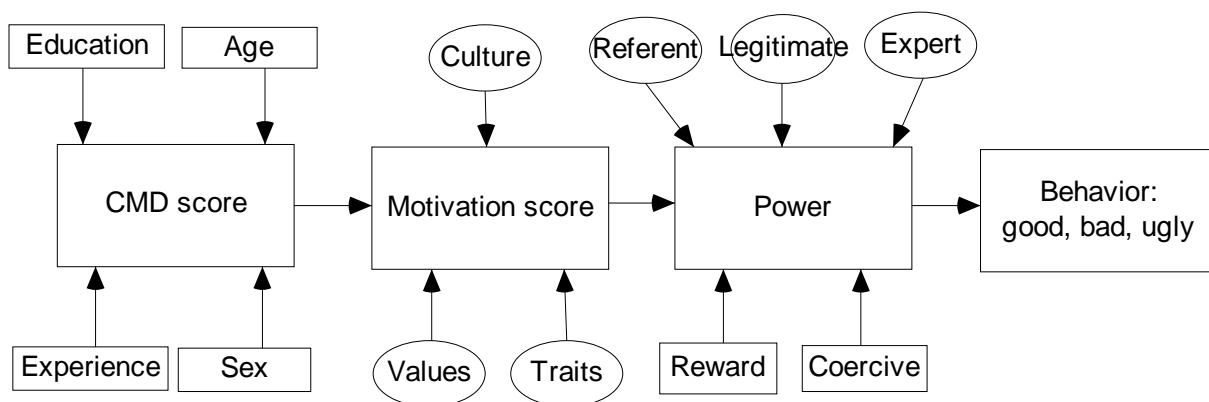 Education
Age
Culture
Referent
Legitimate
Expert
CMD score
Motivation score
Power
Behavior:
good, bad, ugly
Experience
Sex
Values
Traits
Reward
Coercive